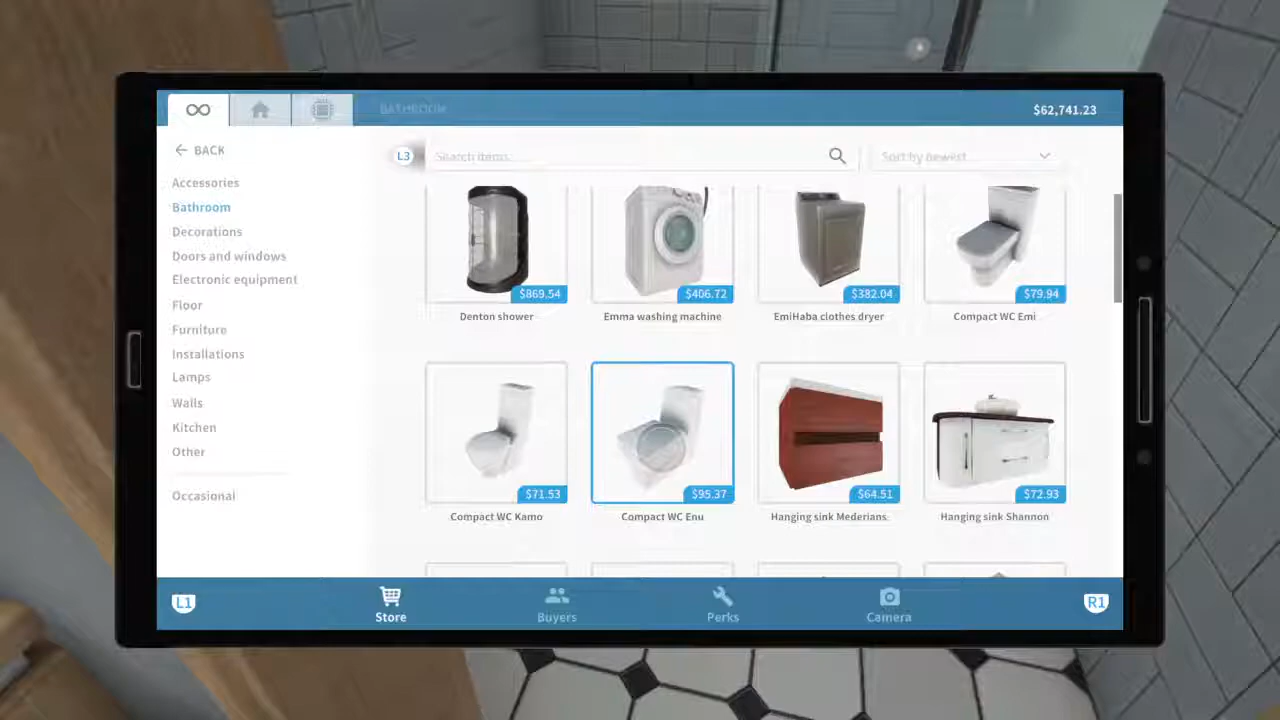 BATHROOM
$62,741.23
BACK
L3
Search items...
Sort by newest
Accessories
Bathroom
Decorations
Doors and windows
Electronic equipment
Floor
Furniture
Installations
Lamps
Walls
Kitchen
Other
Occasional
$869.54
$406.72
$382.04
$79.94
Denton shower
Emma washing machine
EmiHaba clothes dryer
Compact WC Emi
$71.53
$95.37
$64.51
$72.93
Compact WC Kamo
Compact WC Enu
Hanging sink Mederians
Hanging sink Shannon
L1
Store
Buyers
Perks
Camera
R1